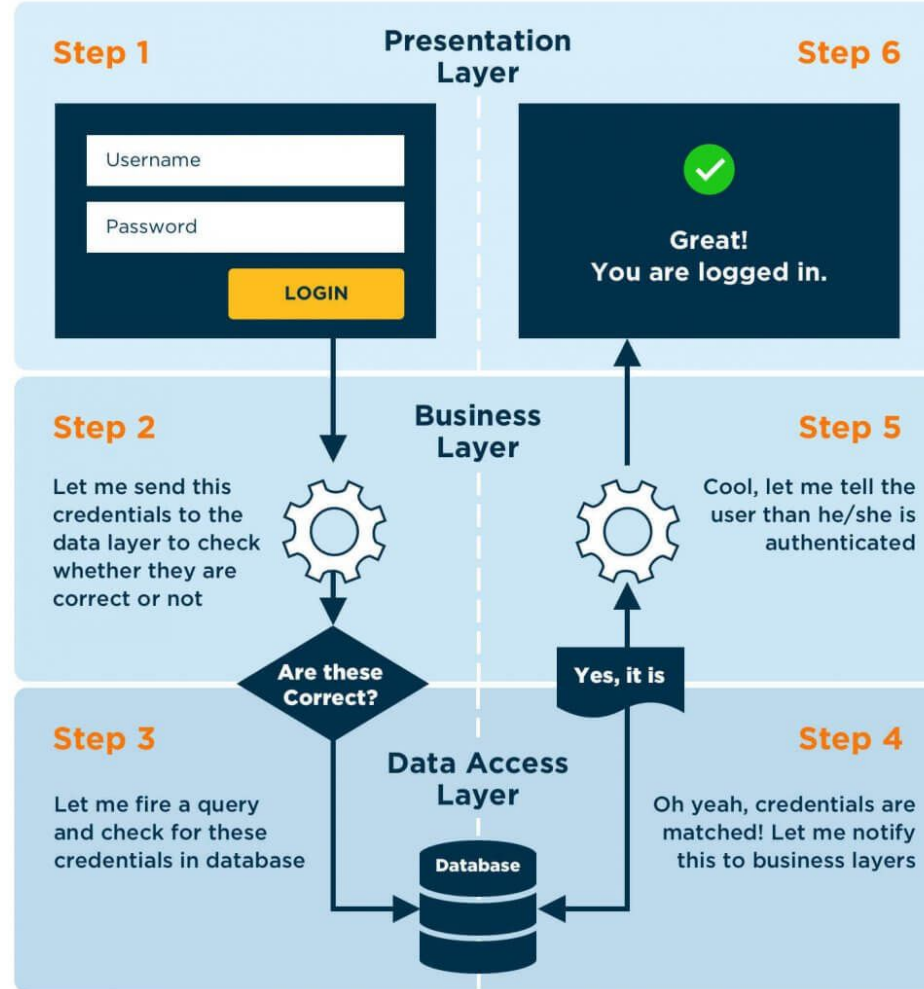 Step 1
Presentation
Layer
Step 6
Username
Password
LOGIN
Great!
You are logged in.
Step 2
Business
Layer
Step 5
Let me send this
credentials to the
data layer to check
whether they are
correct or not
Cool, let me tell the
user than he/she is
authenticated
Are these
Correct?
Yes, it is
Step 3
Data Access
Layer
Step 4
Let me fire a query
and check for these
credentials in database
Oh yeah, credentials are
matched! Let me notify
this to business layers
Database